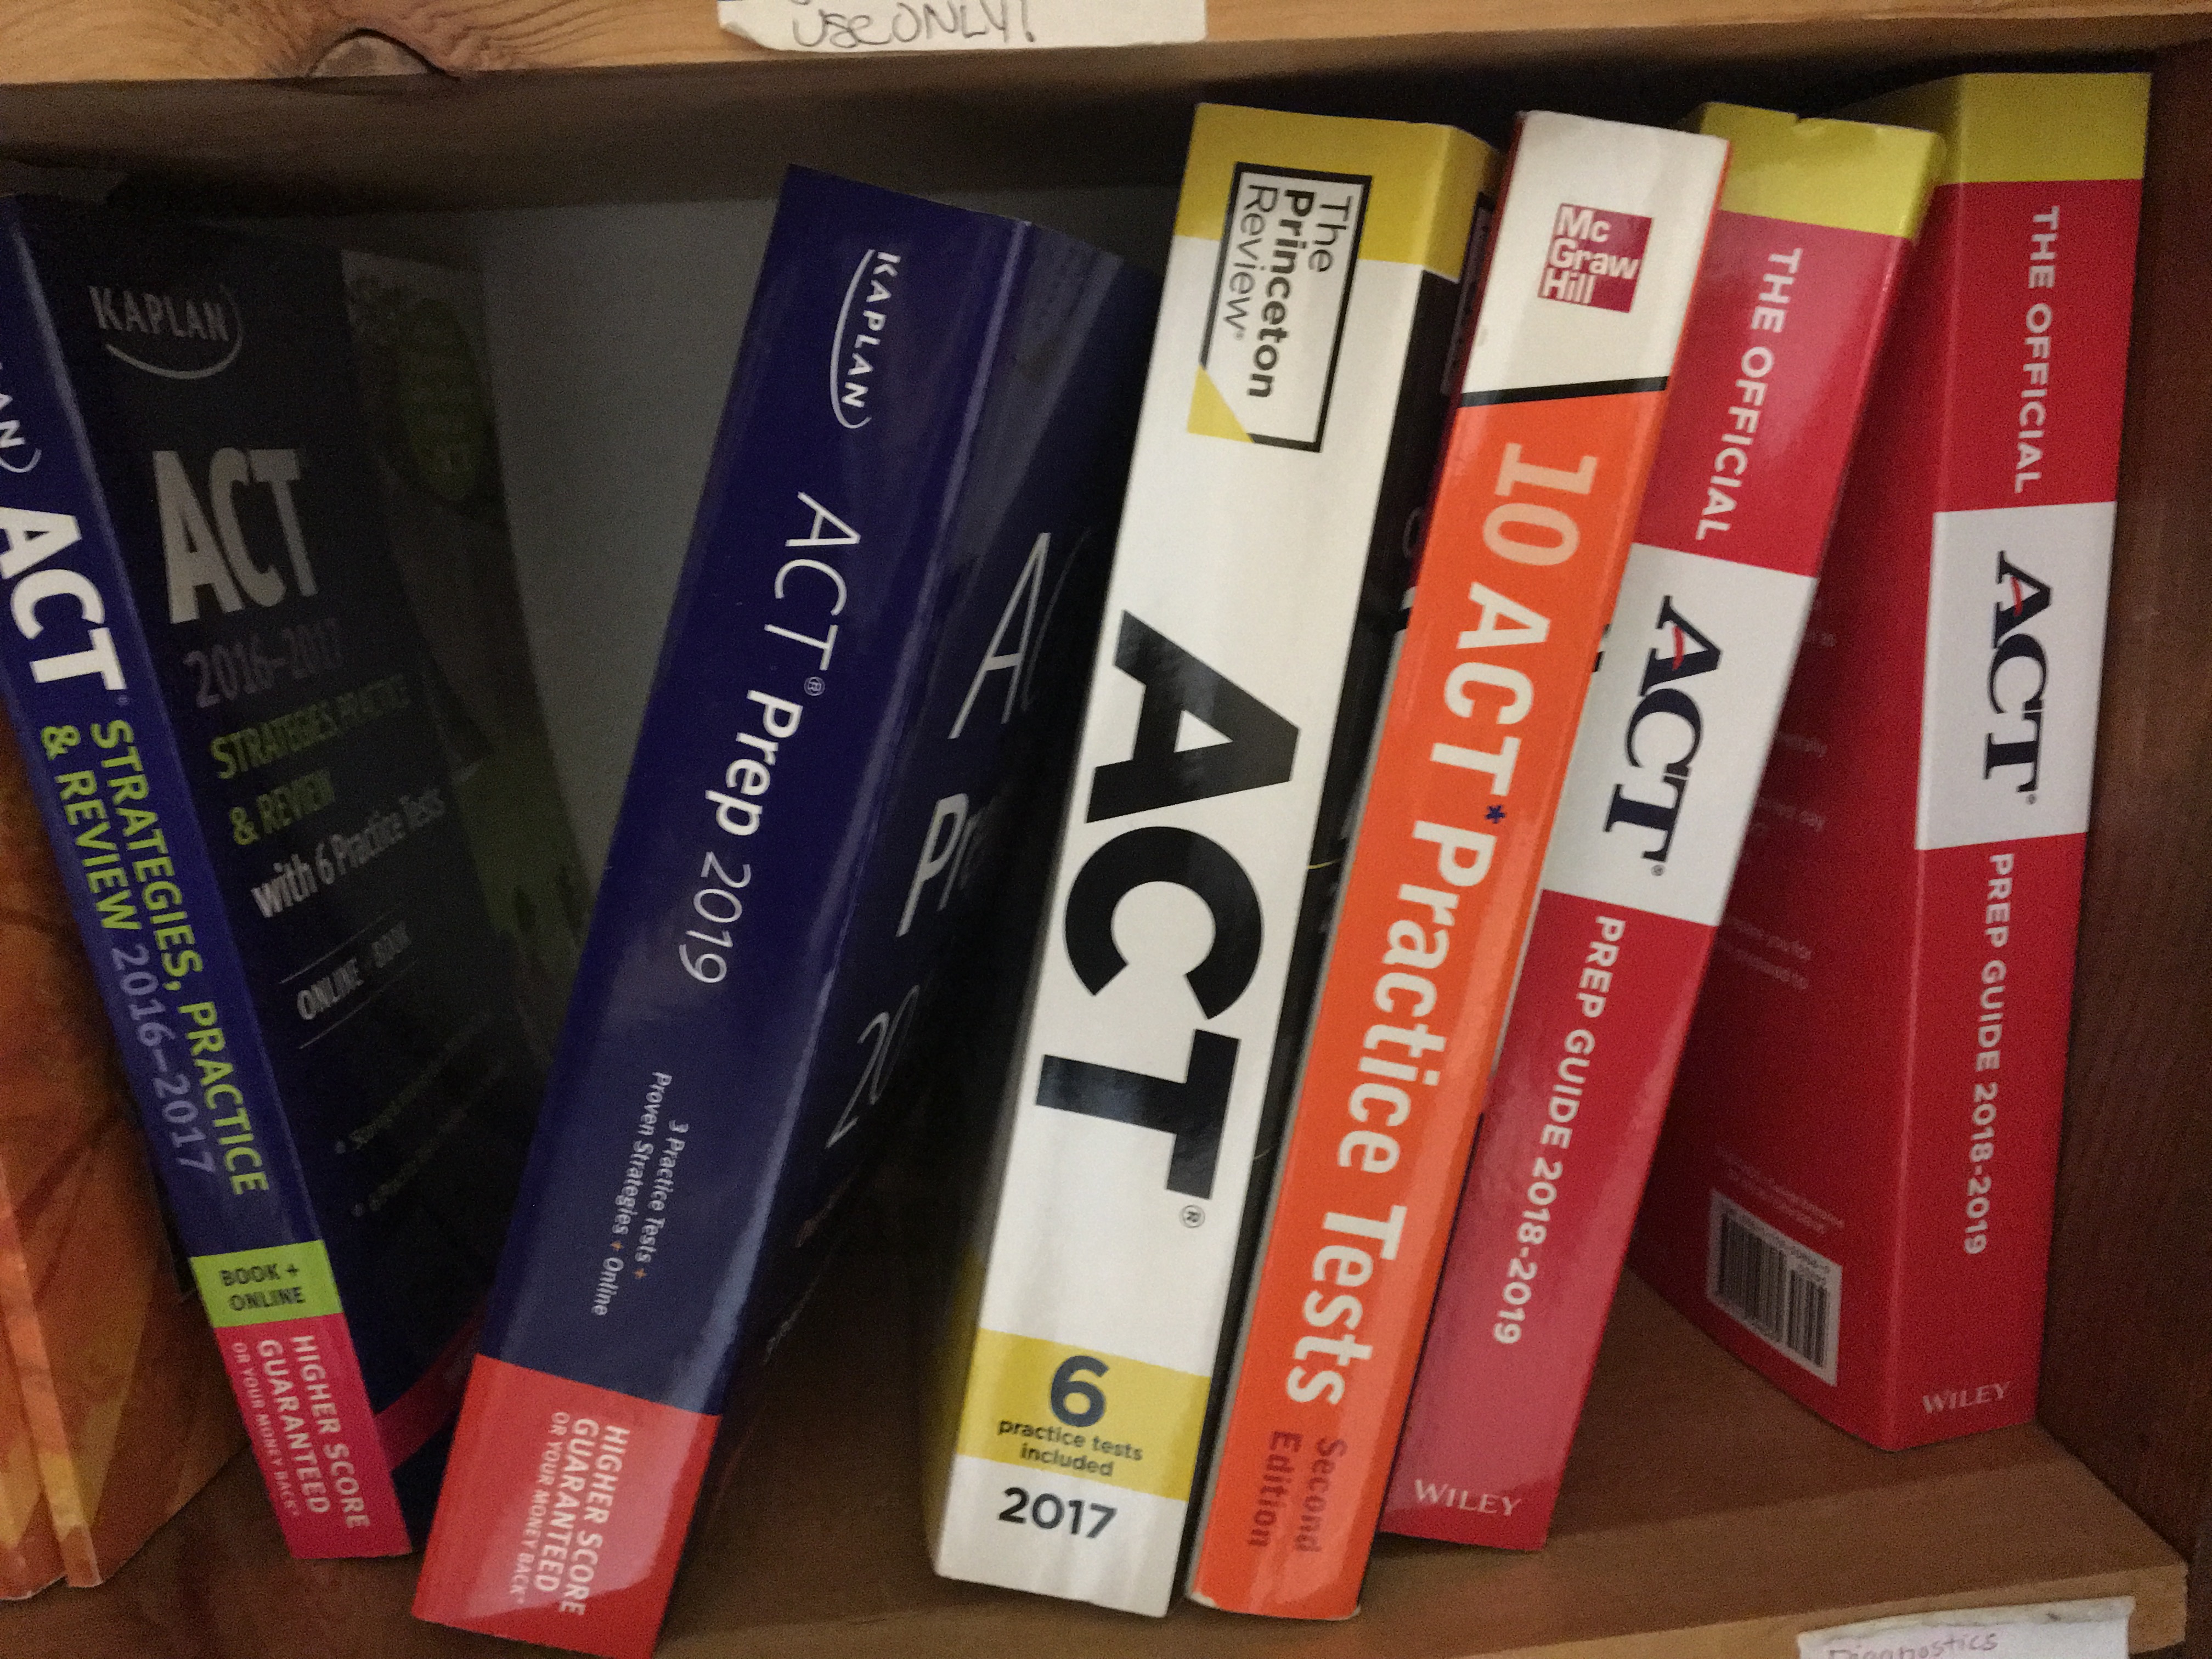 use ONLY!
KAPLAN
ACT
STRATEGIES, PRACTICE
& REVIEW 2016–2017
BOOK +
ONLINE
HIGHER SCORE
GUARANTEED
OR YOUR MONEY BACK*
KAPLAN
ACT
2016–2017
STRATEGIES, PRACTICE
& REVIEW
with 6 Practice Tests
ONLINE + BOOK
KAPLAN
ACT® Prep 2019
3 Practice Tests +
Proven Strategies + Online
HIGHER SCORE
GUARANTEED
OR YOUR MONEY BACK*
The
Princeton
Review®
ACT®
6
practice tests
included
2017
Mc
Graw
Hill
10 ACT* Practice Tests
Second
Edition
THE OFFICIAL
ACT®
PREP GUIDE 2018-2019
WILEY
THE OFFICIAL
ACT®
PREP GUIDE 2018-2019
WILEY
Diagnostics